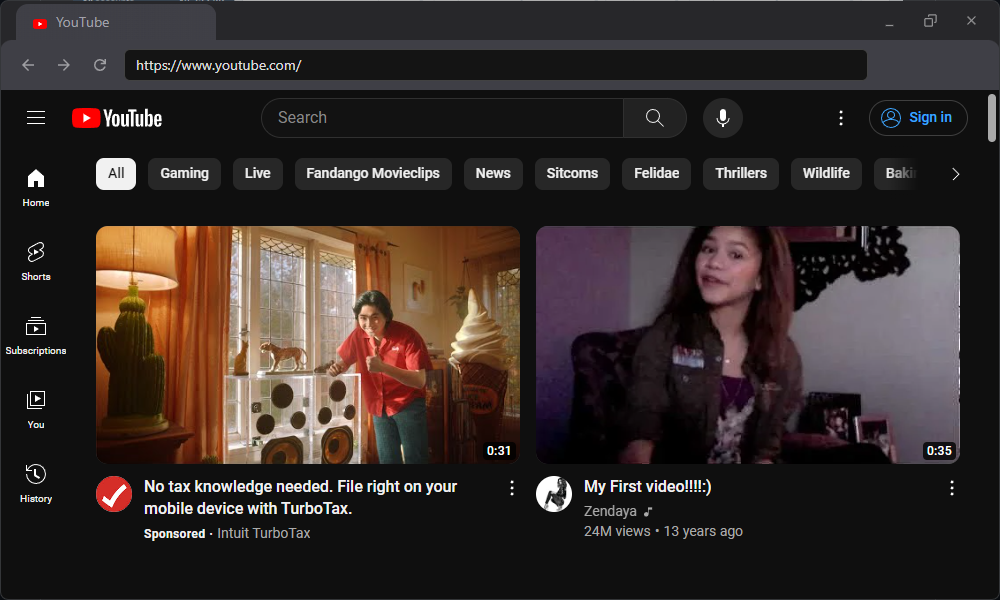 YouTube
https://www.youtube.com/
YouTube
Search
Sign in
All
Gaming
Live
Fandango Movieclips
News
Sitcoms
Felidae
Thrillers
Wildlife
Home
Shorts
Subscriptions
You
History
0:31
0:35
No tax knowledge needed. File right on your
mobile device with TurboTax.
Sponsored · Intuit TurboTax
My First video!!!!:)
Zendaya
24M views • 13 years ago